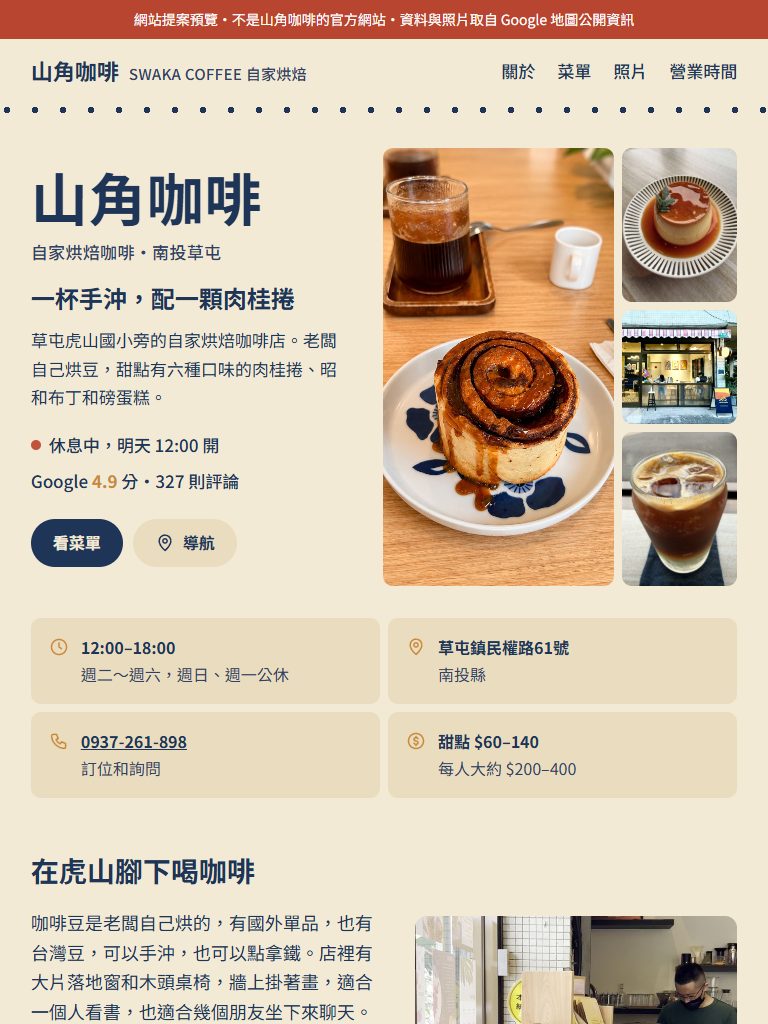 網站提案預覽・不是山角咖啡的官方網站・資料與照片取自 Google 地圖公開資訊
山角咖啡 SWAKA COFFEE 自家烘焙
關於 菜單 照片 營業時間
山角咖啡
自家烘焙咖啡・南投草屯
一杯手沖，配一顆肉桂捲
草屯虎山國小旁的自家烘焙咖啡店。老闆
自己烘豆，甜點有六種口味的肉桂捲、昭
和布丁和磅蛋糕。
休息中，明天 12:00 開
Google 4.9 分・327 則評論
看菜單
導航
12:00–18:00
週二～週六，週日、週一公休
草屯鎮民權路61號
南投縣
0937-261-898
訂位和詢問
甜點 $60–140
每人大約 $200–400
在虎山腳下喝咖啡
咖啡豆是老闆自己烘的，有國外單品，也有
台灣豆，可以手沖，也可以點拿鐵。店裡有
大片落地窗和木頭桌椅，牆上掛著畫，適合
一個人看書，也適合幾個朋友坐下來聊天。